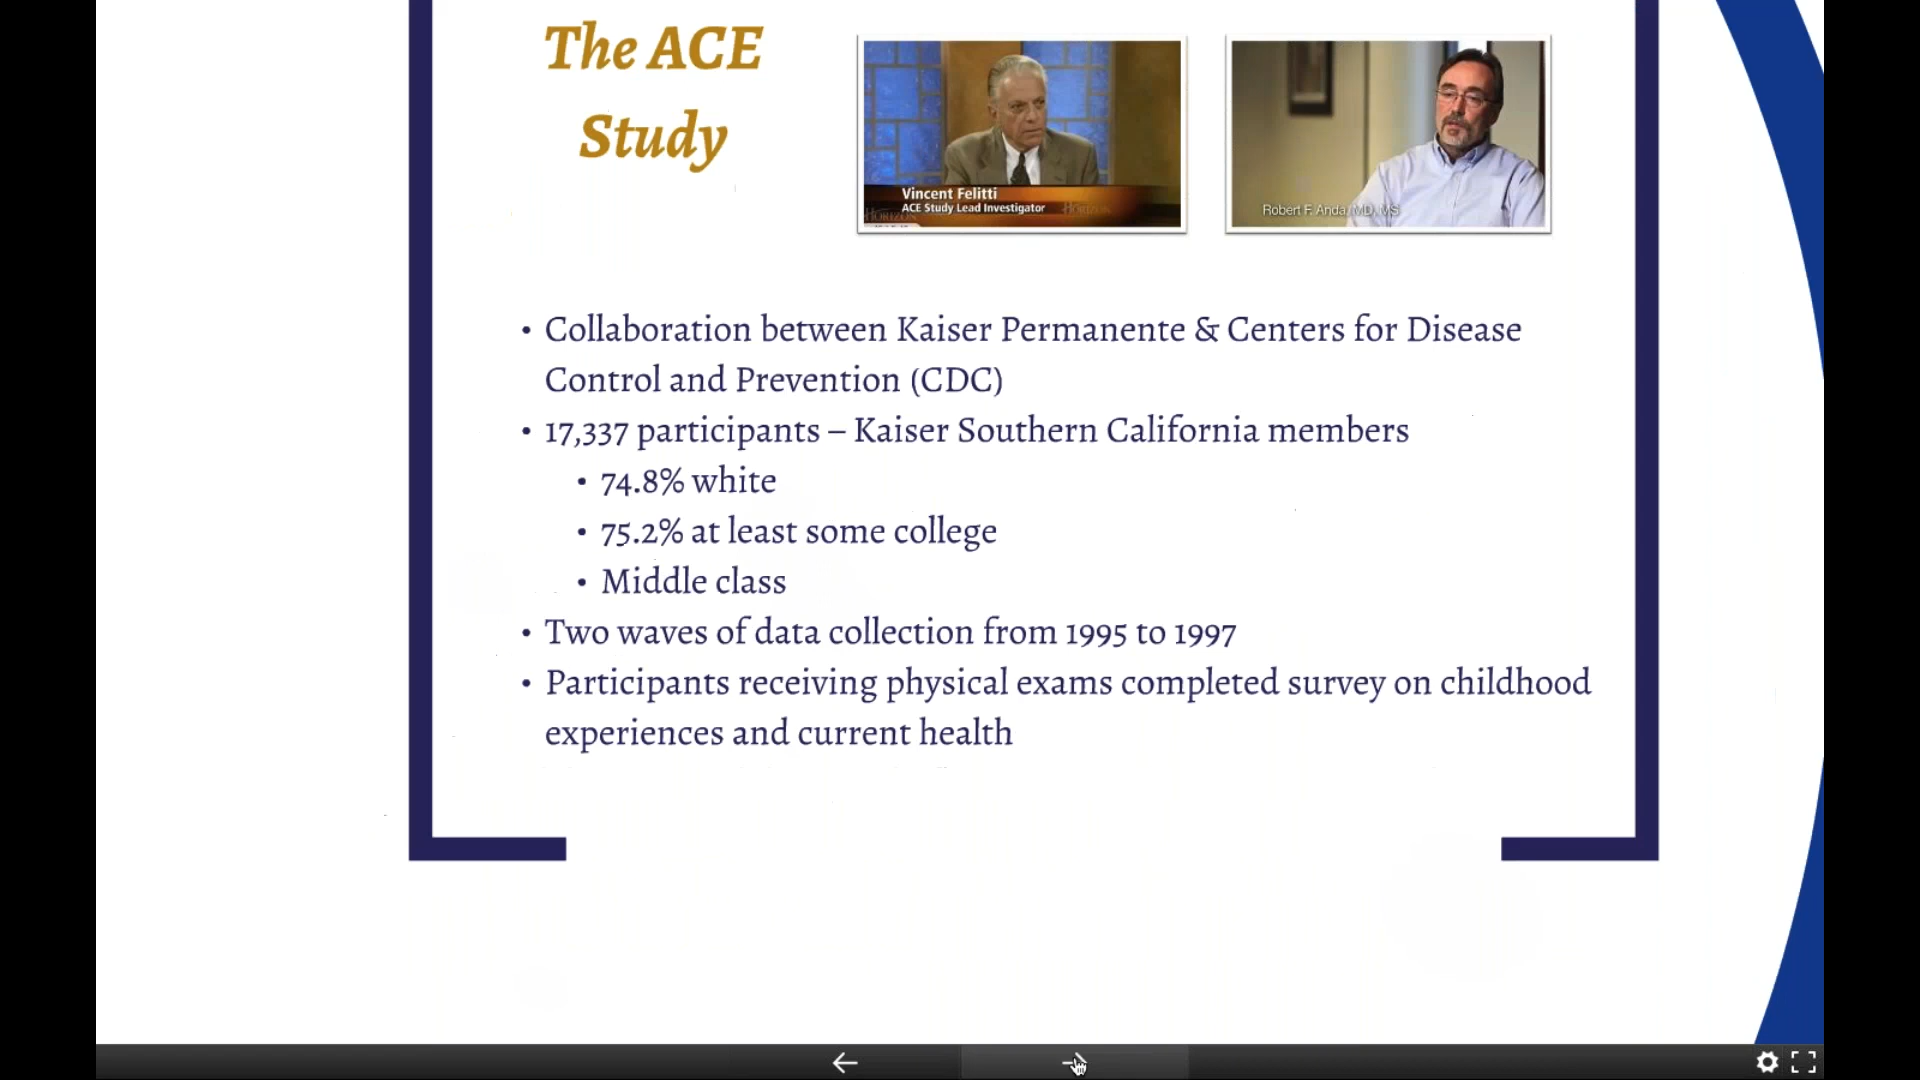 The ACE
Study
Vincent Felitti
ACE Study Lead Investigator
HORIZON
Robert F. Anda, MD, MS
• Collaboration between Kaiser Permanente & Centers for Disease
Control and Prevention (CDC)
• 17,337 participants – Kaiser Southern California members
• 74.8% white
• 75.2% at least some college
• Middle class
• Two waves of data collection from 1995 to 1997
• Participants receiving physical exams completed survey on childhood
experiences and current health